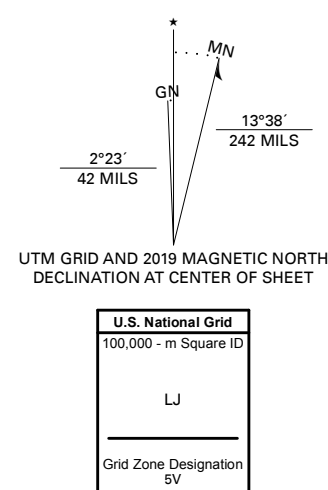 ★
MN
GN
13°38´
242 MILS
2°23´
42 MILS
UTM GRID AND 2019 MAGNETIC NORTH
DECLINATION AT CENTER OF SHEET
U.S. National Grid
100,000 - m Square ID
LJ
Grid Zone Designation
5V